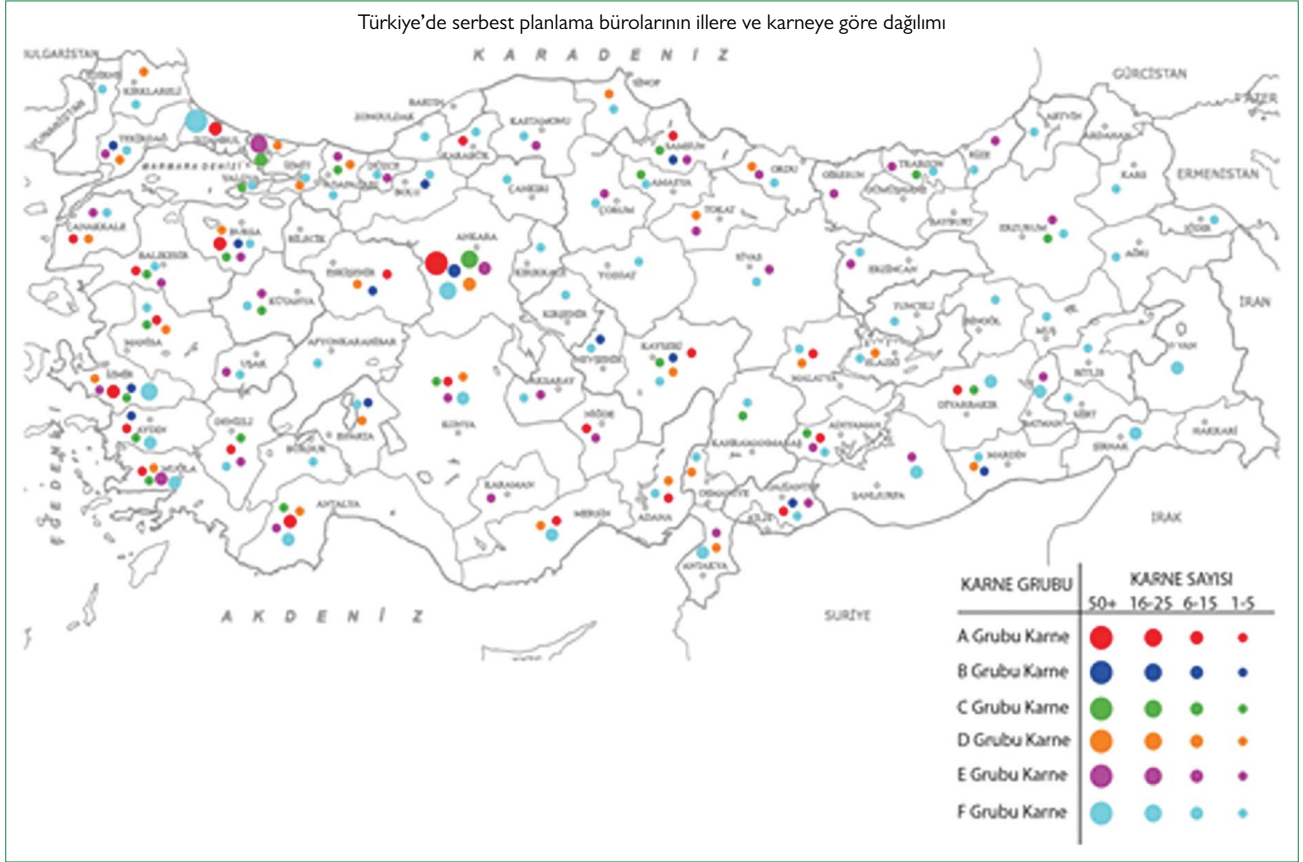 Türkiye’de serbest planlama bürolarının illere ve karneye göre dağılımı
KARADENİZ
GÜRCİSTAN
KIRKLARELİ
SİNOP
BARTIN
ZONGULDAK
KASTAMONU
ARTVİN
ARDAHAN
TEKİRDAĞ
İSTANBUL
KARABÜK
SAMSUN
MARMARA DENİZİ
İZMİT
DÜZCE
ORDU
TRABZON
RİZE
KARS
ERMENİSTAN
YALOVA
ADAPAZARI
BOLU
ÇANKIRI
AMASYA
GİRESUN
GÜMÜŞHANE
ÇORUM
TOKAT
BAYBURT
ÇANAKKALE
BURSA
BİLECİK
ANKARA
ERZURUM
IĞDIR
BALIKESİR
ESKİŞEHİR
KIRIKKALE
YOZGAT
SİVAS
ERZİNCAN
AĞRI
KÜTAHYA
KIRŞEHİR
TUNCELİ
BİNGÖL
MUŞ
İRAN
MANİSA
UŞAK
AFYONKARAHİSAR
NEVŞEHİR
KAYSERİ
MALATYA
ELAZIĞ
VAN
İZMİR
AKSARAY
BİTLİS
DİYARBAKIR
AYDIN
DENİZLİ
ISPARTA
KONYA
NİĞDE
KAHRAMANMARAŞ
ADIYAMAN
BATMAN
SİİRT
ŞIRNAK
HAKKARİ
BURDUR
MUĞLA
KARAMAN
OSMANİYE
GAZİANTEP
ŞANLIURFA
MARDİN
ANTALYA
MERSİN
ADANA
KİLİS
EGE DENİZİ
ANTAKYA
IRAK
AKDENİZ
SURİYE
KARNE GRUBU KARNE SAYISI
50+ 16-25 6-15 1-5
A Grubu Karne
B Grubu Karne
C Grubu Karne
D Grubu Karne
E Grubu Karne
F Grubu Karne